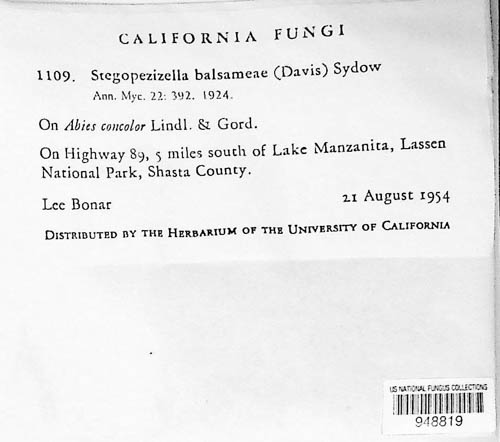 CALIFORNIA FUNGI
1109. Stegopezizella balsameae (Davis) Sydow
Ann. Myc. 22: 392. 1924.
On Abies concolor Lindl. & Gord.
On Highway 89, 5 miles south of Lake Manzanita, Lassen
National Park, Shasta County.
Lee Bonar 21 August 1954
DISTRIBUTED BY THE HERBARIUM OF THE UNIVERSITY OF CALIFORNIA
US NATIONAL FUNGUS COLLECTIONS
948819